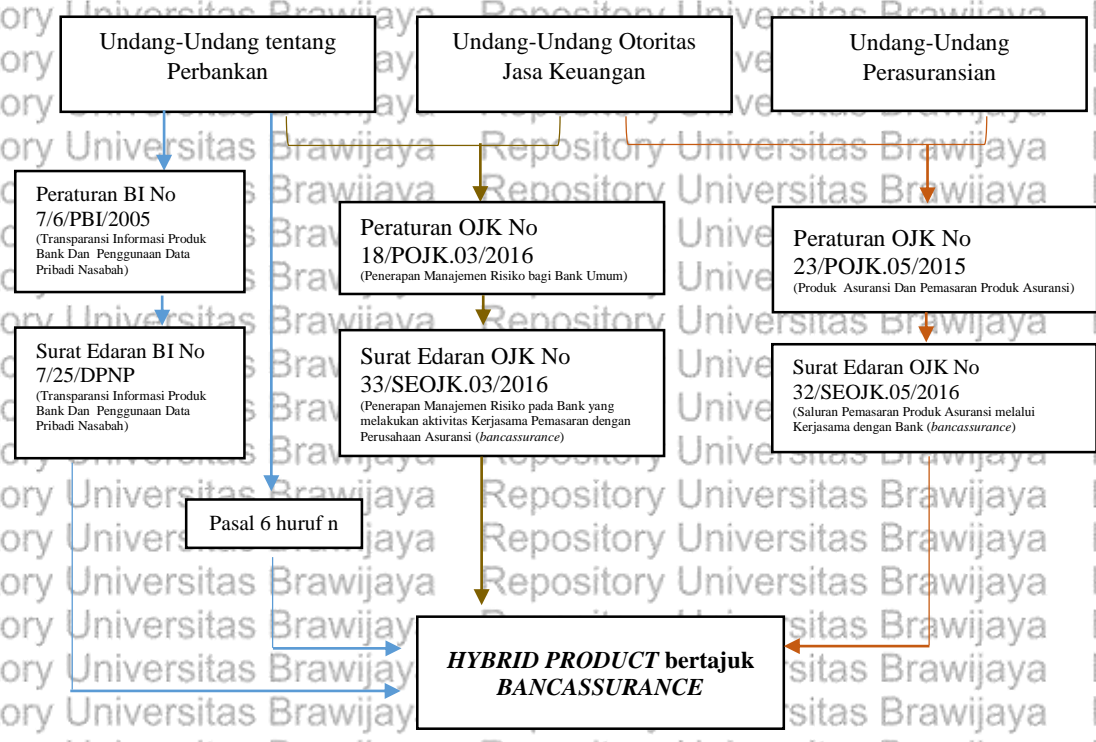 Undang-Undang tentang
Perbankan
Undang-Undang Otoritas
Jasa Keuangan
Undang-Undang
Perasuransian
Peraturan BI No
7/6/PBI/2005
(Transparansi Informasi Produk
Bank Dan Penggunaan Data
Pribadi Nasabah)
Peraturan OJK No
18/POJK.03/2016
(Penerapan Manajemen Risiko bagi Bank Umum)
Peraturan OJK No
23/POJK.05/2015
(Produk Asuransi Dan Pemasaran Produk Asuransi)
Surat Edaran BI No
7/25/DPNP
(Transparansi Informasi Produk
Bank Dan Penggunaan Data
Pribadi Nasabah)
Surat Edaran OJK No
33/SEOJK.03/2016
(Penerapan Manajemen Risiko pada Bank yang
melakukan aktivitas Kerjasama Pemasaran dengan
Perusahaan Asuransi (bancassurance)
Surat Edaran OJK No
32/SEOJK.05/2016
(Saluran Pemasaran Produk Asuransi melalui
Kerjasama dengan Bank (bancassurance)
Pasal 6 huruf n
HYBRID PRODUCT bertajuk
BANCASSURANCE
Repository Universitas Brawijaya